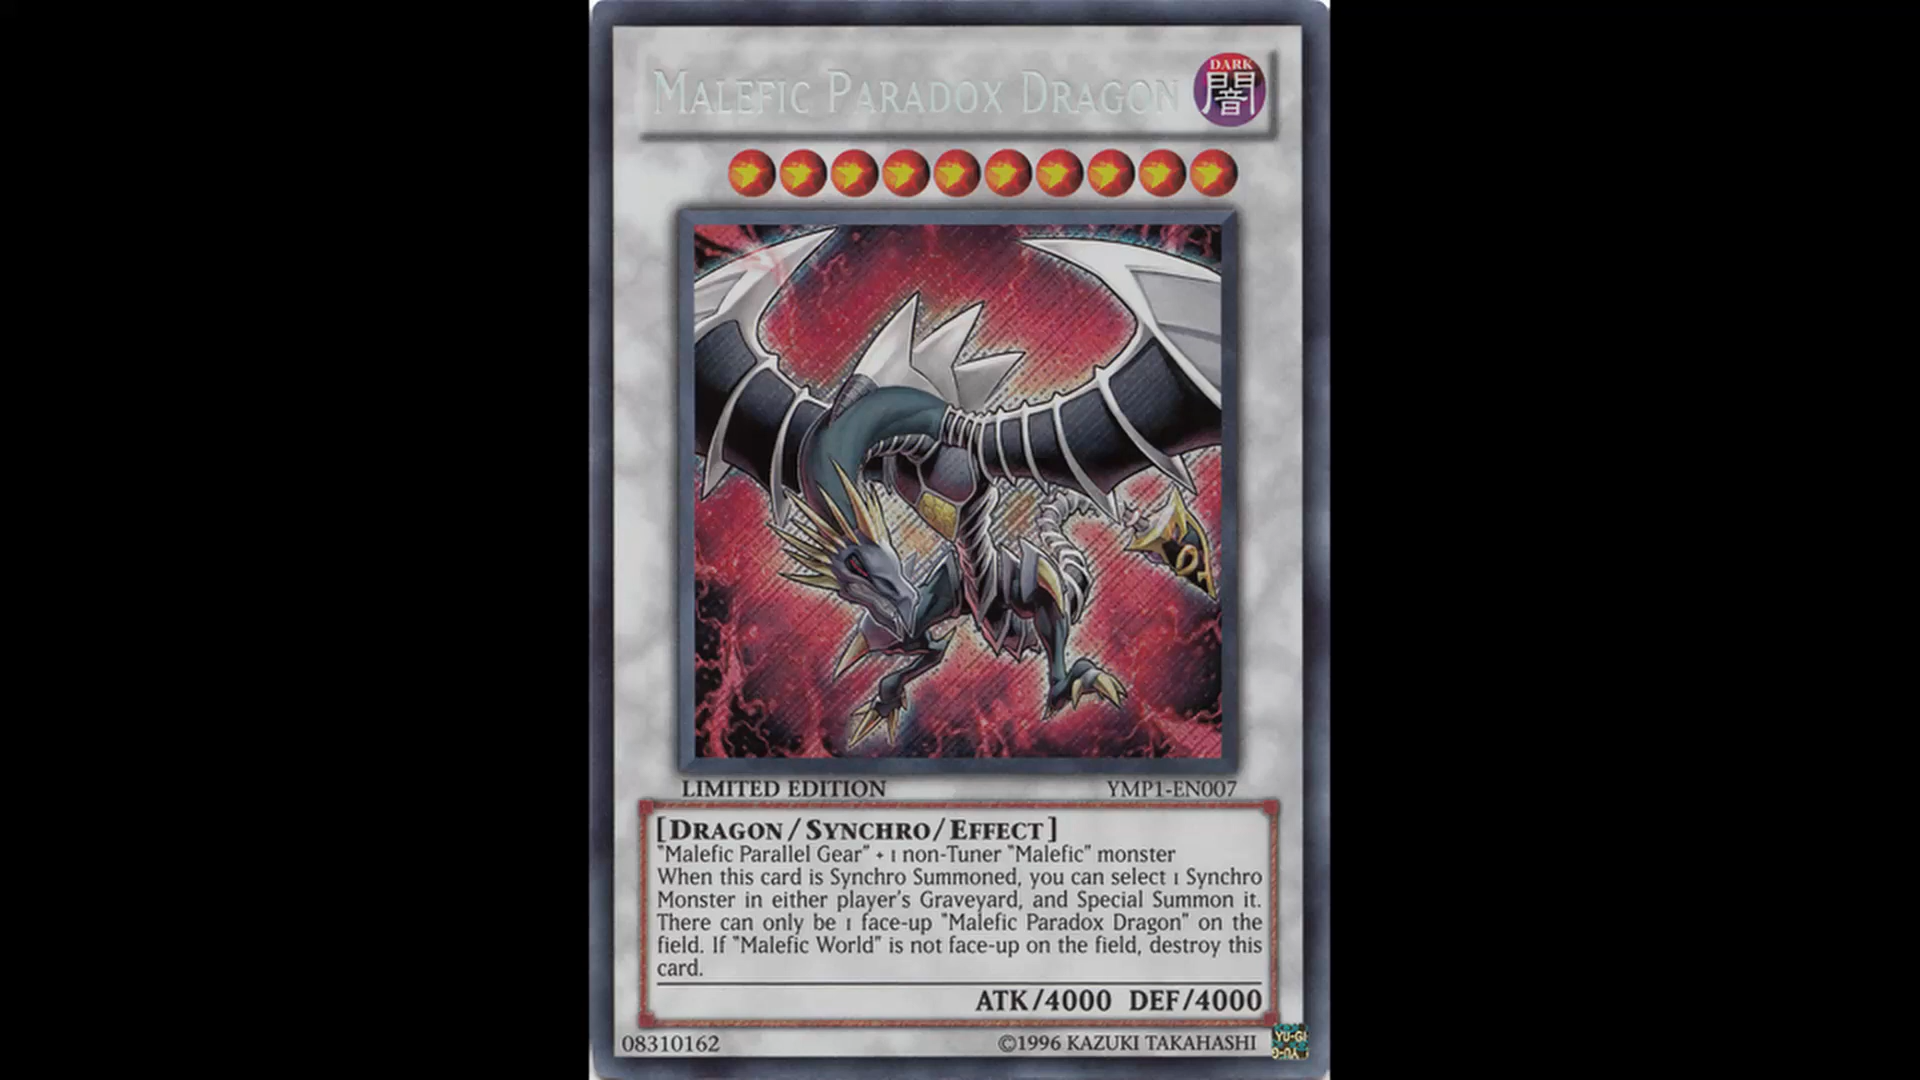 MALEFIC PARADOX DRAGON
DARK
闇
LIMITED EDITION YMP1-EN007
[DRAGON/SYNCHRO/EFFECT]
"Malefic Parallel Gear" + 1 non-Tuner "Malefic" monster
When this card is Synchro Summoned, you can select 1 Synchro
Monster in either player's Graveyard, and Special Summon it.
There can only be 1 face-up "Malefic Paradox Dragon" on the
field. If "Malefic World" is not face-up on the field, destroy this
card.
ATK/4000 DEF/4000
08310162 ©1996 KAZUKI TAKAHASHI
YU-GI